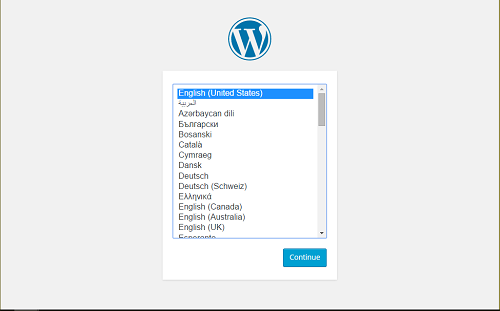 English (United States)
العربية
Azərbaycan dili
Български
Bosanski
Català
Cymraeg
Dansk
Deutsch
Deutsch (Schweiz)
Ελληνικά
English (Canada)
English (Australia)
English (UK)
Esperanto
Continue